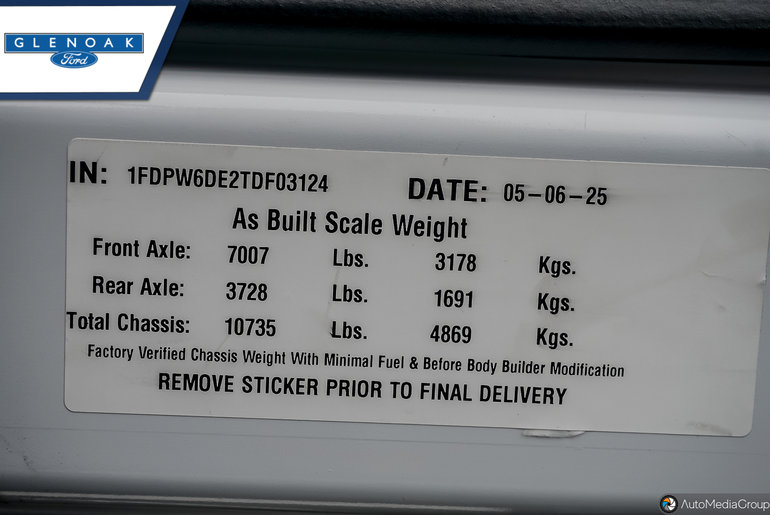 GLENOAK
Ford
IN: 1FDPW6DE2TDF03124 DATE: 05-06-25
As Built Scale Weight
Front Axle: 7007 Lbs. 3178 Kgs.
Rear Axle: 3728 Lbs. 1691 Kgs.
Total Chassis: 10735 Lbs. 4869 Kgs.
Factory Verified Chassis Weight With Minimal Fuel & Before Body Builder Modification
REMOVE STICKER PRIOR TO FINAL DELIVERY
AutoMediaGroup